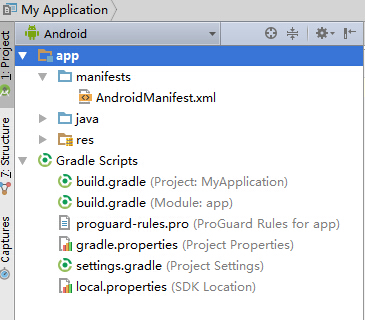 My Application
Android
app
manifests
AndroidManifest.xml
java
res
Gradle Scripts
build.gradle (Project: MyApplication)
build.gradle (Module: app)
proguard-rules.pro (ProGuard Rules for app)
gradle.properties (Project Properties)
settings.gradle (Project Settings)
local.properties (SDK Location)
1: Project
7: Structure
Captures